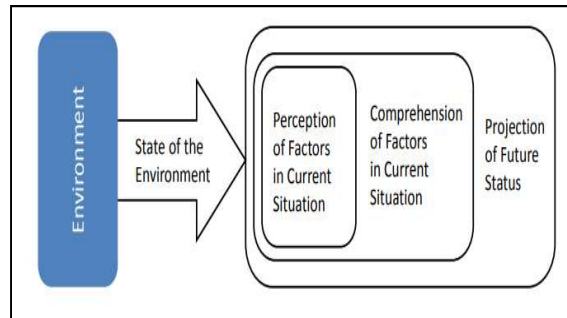 Environment
State of the
Environment
Perception
of Factors
in Current
Situation
Comprehension
of Factors
in Current
Situation
Projection
of Future
Status